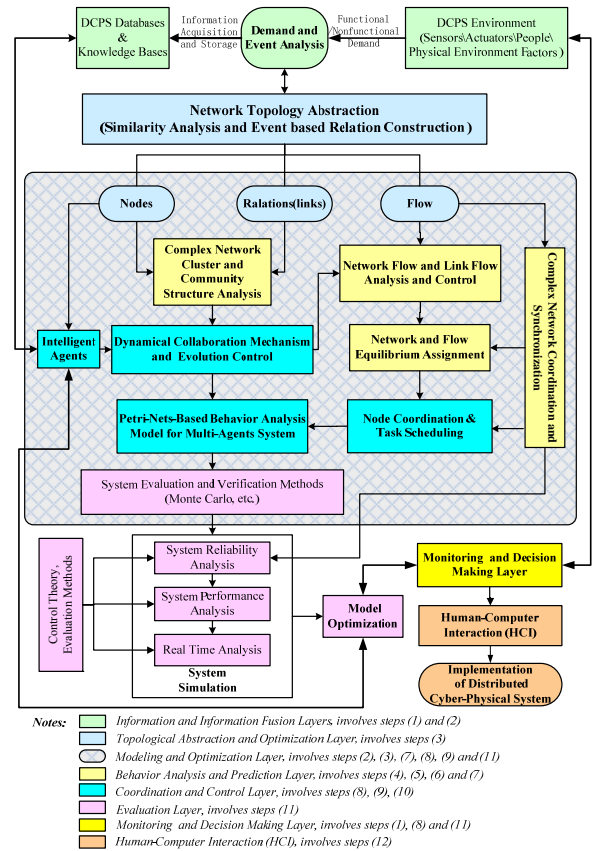 DCPS Databases
&
Knowledge Bases
Information
Acquisition
and Storage
Demand and
Event Analysis
Functional
/Nonfunctional
Demand
DCPS Environment
(Sensors\Actuators\People\
Physical Environment
Factors )
Network Topology Abstraction
(Similarity Analysis and Event based Relation Construction )
Nodes
Ralations(links)
Flow
Complex Network
Cluster and
Community
Structure Analysis
Network Flow and Link Flow
Analysis and Control
Complex Network Coordination and
Synchronization
Intelligent
Agents
Dynamical Collaboration Mechanism
and Evolution Control
Network and Flow
Equilibrium Assignment
Petri-Nets-Based Behavior Analysis
Model for Multi-Agents System
Node Coordination &
Task Scheduling
System Evaluation and Verification Methods
(Monte Carlo, etc.)
Control Theory,
Evaluation Methods
System Reliability
Analysis
System Performance
Analysis
Real Time Analysis
System
Simulation
Model
Optimization
Monitoring and Decision
Making Layer
Human-Computer
Interaction (HCI)
Implementation
of Distributed
Cyber-Physical System
Notes:
Information and Information Fusion Layers, involves steps (1) and (2)
Topological Abstraction and Optimization Layer, involves steps (3)
Modeling and Optimization Layer, involves steps (2), (3), (7), (8), (9) and (11)
Behavior Analysis and Prediction Layer, involves steps (4), (5), (6) and (7)
Coordination and Control Layer, involves steps (8), (9), (10)
Evaluation Layer, involves steps (11)
Monitoring and Decision Making Layer, involves steps (1), (8) and (11)
Human-Computer Interaction (HCI), involves steps (12)